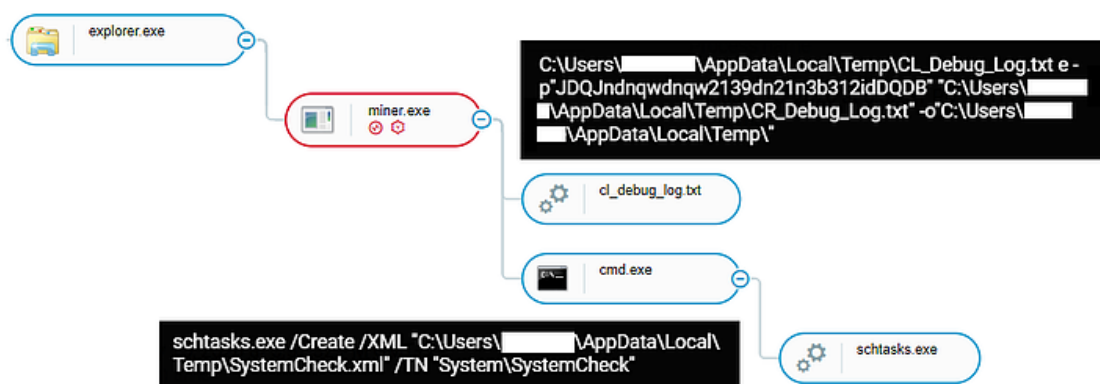 explorer.exe
miner.exe
C:\Users\ \AppData\Local\Temp\CL_Debug_Log.txt e -
p"JDQJndnqwdnqw2139dn21n3b312idDQDB" "C:\Users\
\AppData\Local\Temp\CR_Debug_Log.txt" -o"C:\Users\
\AppData\Local\Temp\"
cl_debug_log.txt
cmd.exe
schtasks.exe /Create /XML "C:\Users\ \AppData\Local\
Temp\SystemCheck.xml" /TN "System\SystemCheck"
schtasks.exe